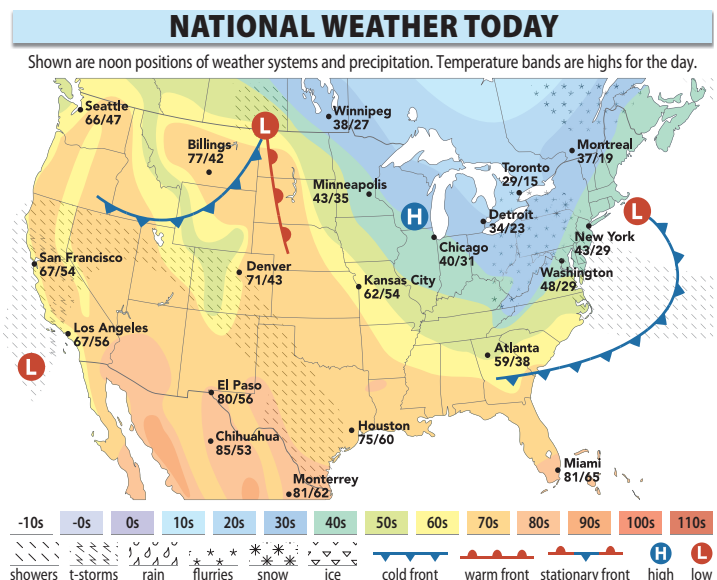 NATIONAL WEATHER TODAY
Shown are noon positions of weather systems and precipitation. Temperature bands are highs for the day.
Seattle
66/47
L
Winnipeg
38/27
Billings
77/42
Montreal
37/19
Toronto
29/15
Minneapolis
43/35
H
Detroit
34/23
L
New York
43/29
Chicago
40/31
San Francisco
67/54
Denver
71/43
Kansas City
62/54
Washington
48/29
Los Angeles
67/56
Atlanta
59/38
L
El Paso
80/56
Houston
75/60
Chihuahua
85/53
Miami
81/65
Monterrey
81/62
-10s -0s 0s 10s 20s 30s 40s 50s 60s 70s 80s 90s 100s 110s
H L
showers t-storms rain flurries snow ice cold front warm front stationary front high low